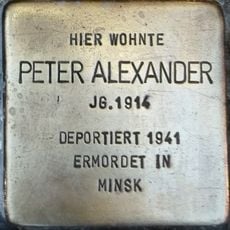 HIER WOHNTE
PETER ALEXANDER
JG. 1914
DEPORTIERT 1941
ERMORDET IN
MINSK